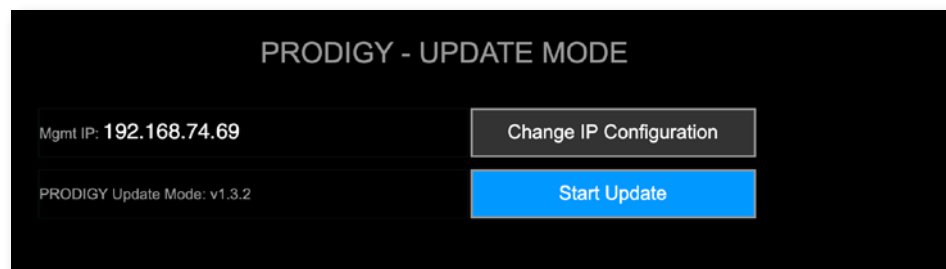 PRODIGY - UPDATE MODE
Mgmt IP: 192.168.74.69
Change IP Configuration
PRODIGY Update Mode: v1.3.2
Start Update